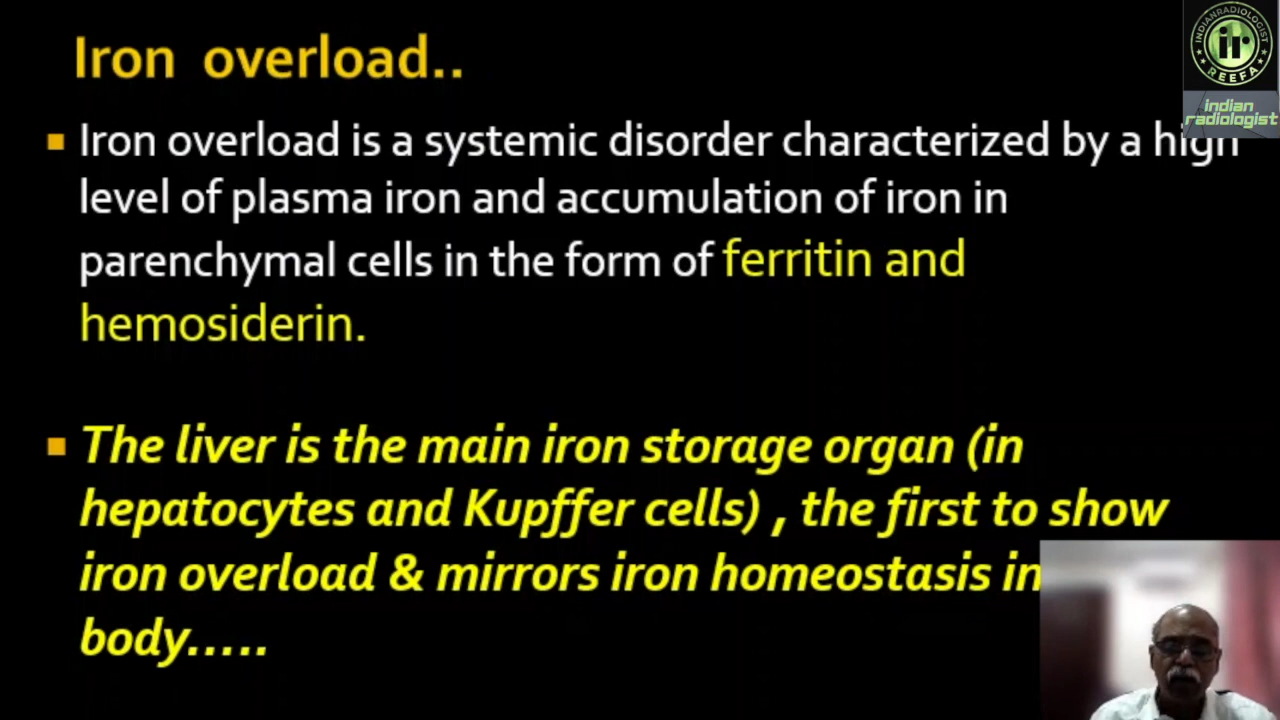 Iron overload..
Iron overload is a systemic disorder characterized by a high
level of plasma iron and accumulation of iron in
parenchymal cells in the form of ferritin and
hemosiderin.
The liver is the main iron storage organ (in
hepatocytes and Kupffer cells) , the first to show
iron overload & mirrors iron homeostasis in
body.....
INDIANRADIOLOGIST
ir
REEFA
indian
radiologist